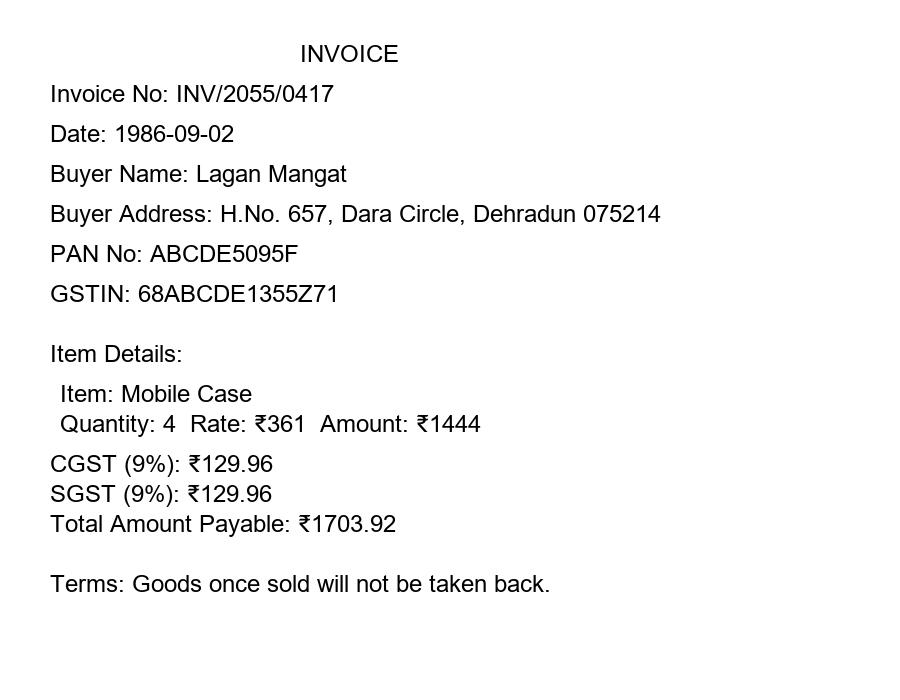 INVOICE
Invoice No: INV/2055/0417
Date: 1986-09-02
Buyer Name: Lagan Mangat
Buyer Address: H.No. 657, Dara Circle, Dehradun 075214
PAN No: ABCDE5095F
GSTIN: 68ABCDE1355Z71
Item Details:
Item: Mobile Case
Quantity: 4  Rate: ₹361  Amount: ₹1444
CGST (9%): ₹129.96
SGST (9%): ₹129.96
Total Amount Payable: ₹1703.92
Terms: Goods once sold will not be taken back.